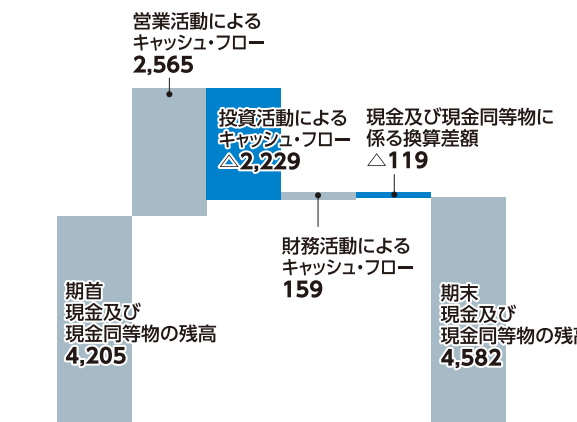 営業活動による
キャッシュ・フロー
2,565
投資活動による
キャッシュ・フロー
△2,229
現金及び現金同等物に
係る換算差額
△119
財務活動による
キャッシュ・フロー
159
期首
現金及び
現金同等物の残高
4,205
期末
現金及び
現金同等物の残高
4,582